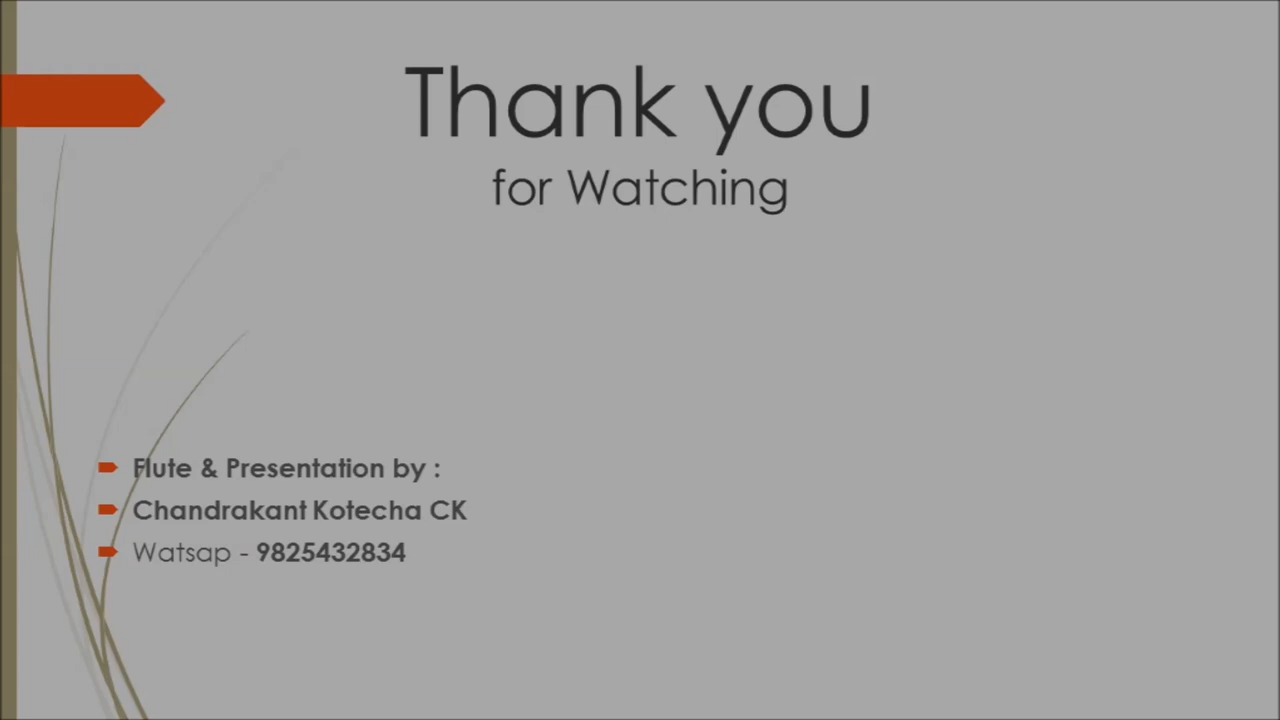 Thank you
for Watching
Flute & Presentation by :
Chandrakant Kotecha CK
Watsap - 9825432834